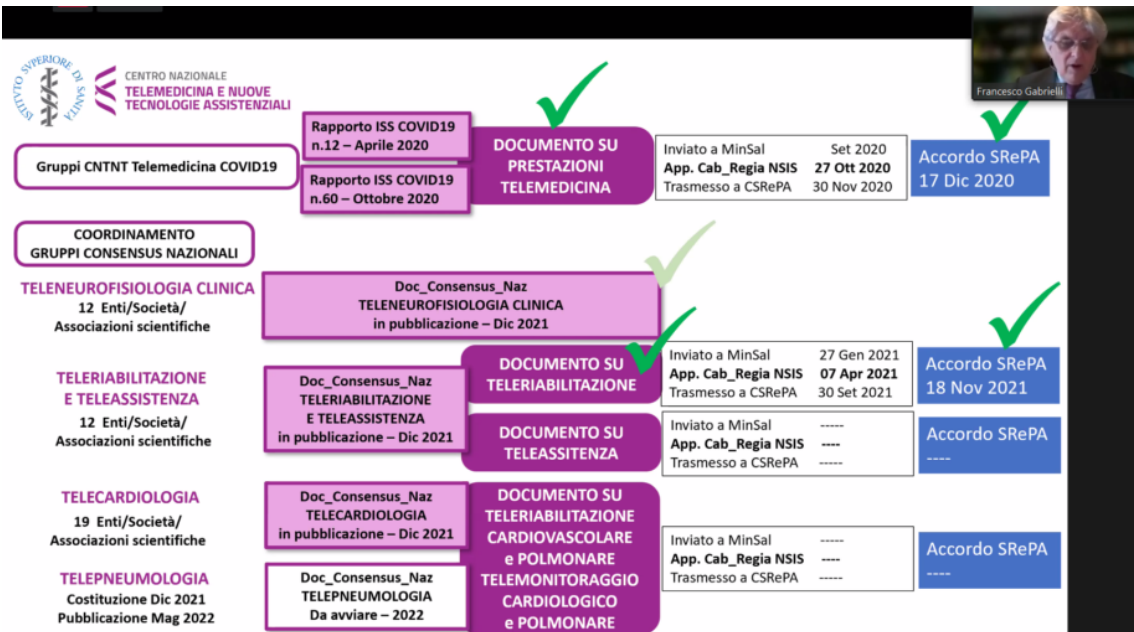 Francesco Gabrielli
ISTITVTO SVPERIORE DI SANITÀ
CENTRO NAZIONALE
TELEMEDICINA E NUOVE
TECNOLOGIE ASSISTENZIALI
Gruppi CNTNT Telemedicina COVID19
Rapporto ISS COVID19
n.12 – Aprile 2020
Rapporto ISS COVID19
n.60 – Ottobre 2020
DOCUMENTO SU
PRESTAZIONI
TELEMEDICINA
Inviato a MinSal Set 2020
App. Cab_Regia NSIS 27 Ott 2020
Trasmesso a CSRePA 30 Nov 2020
Accordo SRePA
17 Dic 2020
COORDINAMENTO
GRUPPI CONSENSUS NAZIONALI
TELENEUROFISIOLOGIA CLINICA
12 Enti/Società/
Associazioni scientifiche
Doc_Consensus_Naz
TELENEUROFISIOLOGIA CLINICA
in pubblicazione – Dic 2021
TELERIABILITAZIONE
E TELEASSISTENZA
12 Enti/Società/
Associazioni scientifiche
Doc_Consensus_Naz
TELERIABILITAZIONE
E TELEASSISTENZA
in pubblicazione – Dic 2021
DOCUMENTO SU
TELERIABILITAZIONE
Inviato a MinSal 27 Gen 2021
App. Cab_Regia NSIS 07 Apr 2021
Trasmesso a CSRePA 30 Set 2021
Accordo SRePA
18 Nov 2021
DOCUMENTO SU
TELEASSITENZA
Inviato a MinSal -----
App. Cab_Regia NSIS ----
Trasmesso a CSRePA -----
Accordo SRePA
----
TELECARDIOLOGIA
19 Enti/Società/
Associazioni scientifiche
Doc_Consensus_Naz
TELECARDIOLOGIA
in pubblicazione – Dic 2021
TELEPNEUMOLOGIA
Costituzione Dic 2021
Pubblicazione Mag 2022
Doc_Consensus_Naz
TELEPNEUMOLOGIA
Da avviare – 2022
DOCUMENTO SU
TELERIABILITAZIONE
CARDIOVASCOLARE
e POLMONARE
TELEMONITORAGGIO
CARDIOLOGICO
e POLMONARE
Inviato a MinSal -----
App. Cab_Regia NSIS ----
Trasmesso a CSRePA -----
Accordo SRePA
----